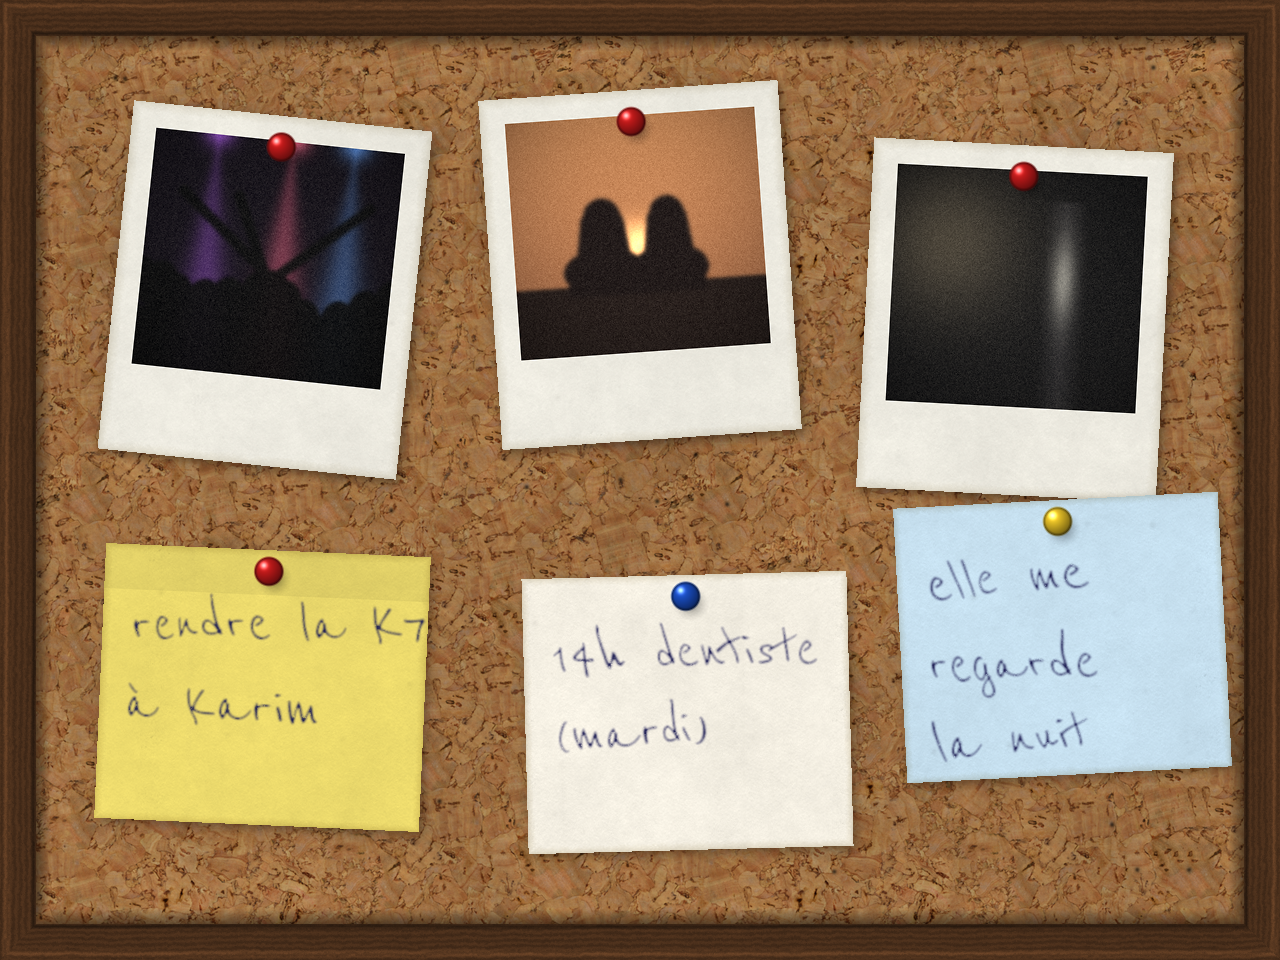 rendre la K7
à Karim
14h dentiste
(mardi)
elle me
regarde
la nuit